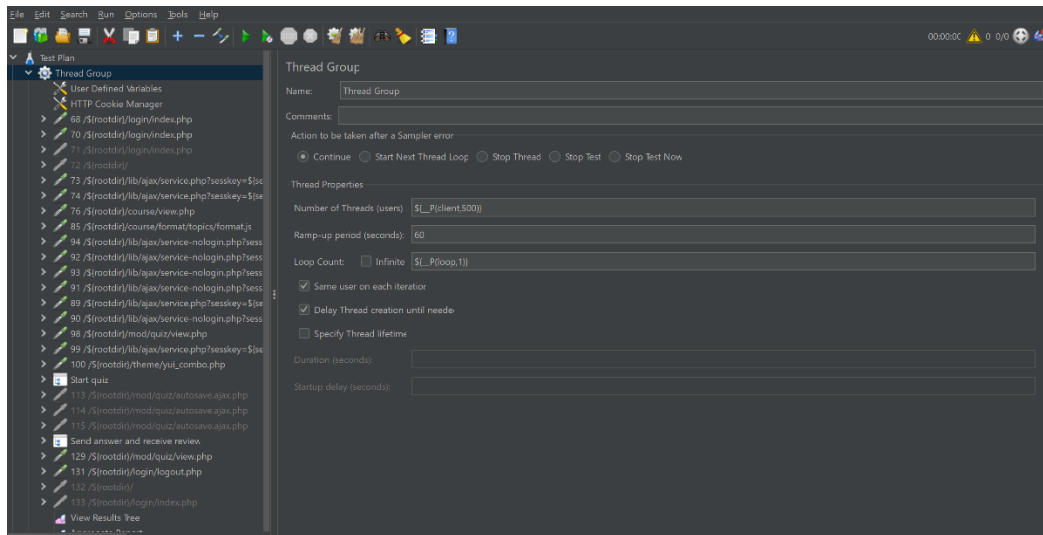 File Edit Search Run Options Tools Help
00:00:0C 0 0/0
Test Plan
Thread Group
User Defined Variables
HTTP Cookie Manager
68 /${rootdir}/login/index.php
70 /${rootdir}/login/index.php
71 /${rootdir}/login/index.php
72 /${rootdir}/
73 /${rootdir}/lib/ajax/service.php?sesskey=${se
74 /${rootdir}/lib/ajax/service.php?sesskey=${se
76 /${rootdir}/course/view.php
85 /${rootdir}/course/format/topics/format.js
94 /${rootdir}/lib/ajax/service-nologin.php?sess
92 /${rootdir}/lib/ajax/service-nologin.php?sess
93 /${rootdir}/lib/ajax/service-nologin.php?sess
91 /${rootdir}/lib/ajax/service-nologin.php?sess
89 /${rootdir}/lib/ajax/service.php?sesskey=${se
90 /${rootdir}/lib/ajax/service-nologin.php?sess
98 /${rootdir}/mod/quiz/view.php
99 /${rootdir}/lib/ajax/service.php?sesskey=${se
100 /${rootdir}/theme/yui_combo.php
Start quiz
113 /${rootdir}/mod/quiz/autosave.ajax.php
114 /${rootdir}/mod/quiz/autosave.ajax.php
115 /${rootdir}/mod/quiz/autosave.ajax.php
Send answer and receive review
129 /${rootdir}/mod/quiz/view.php
131 /${rootdir}/login/logout.php
132 /${rootdir}/
133 /${rootdir}/login/index.php
View Results Tree
Aggregate Report
Thread Group
Name: Thread Group
Comments:
Action to be taken after a Sampler error
Continue Start Next Thread Loop Stop Thread Stop Test Stop Test Now
Thread Properties
Number of Threads (users) ${__P(client,500)}
Ramp-up period (seconds): 60
Loop Count: Infinite ${__P(loop,1)}
Same user on each iteration
Delay Thread creation until neede
Specify Thread lifetime
Duration (seconds):
Startup delay (seconds):